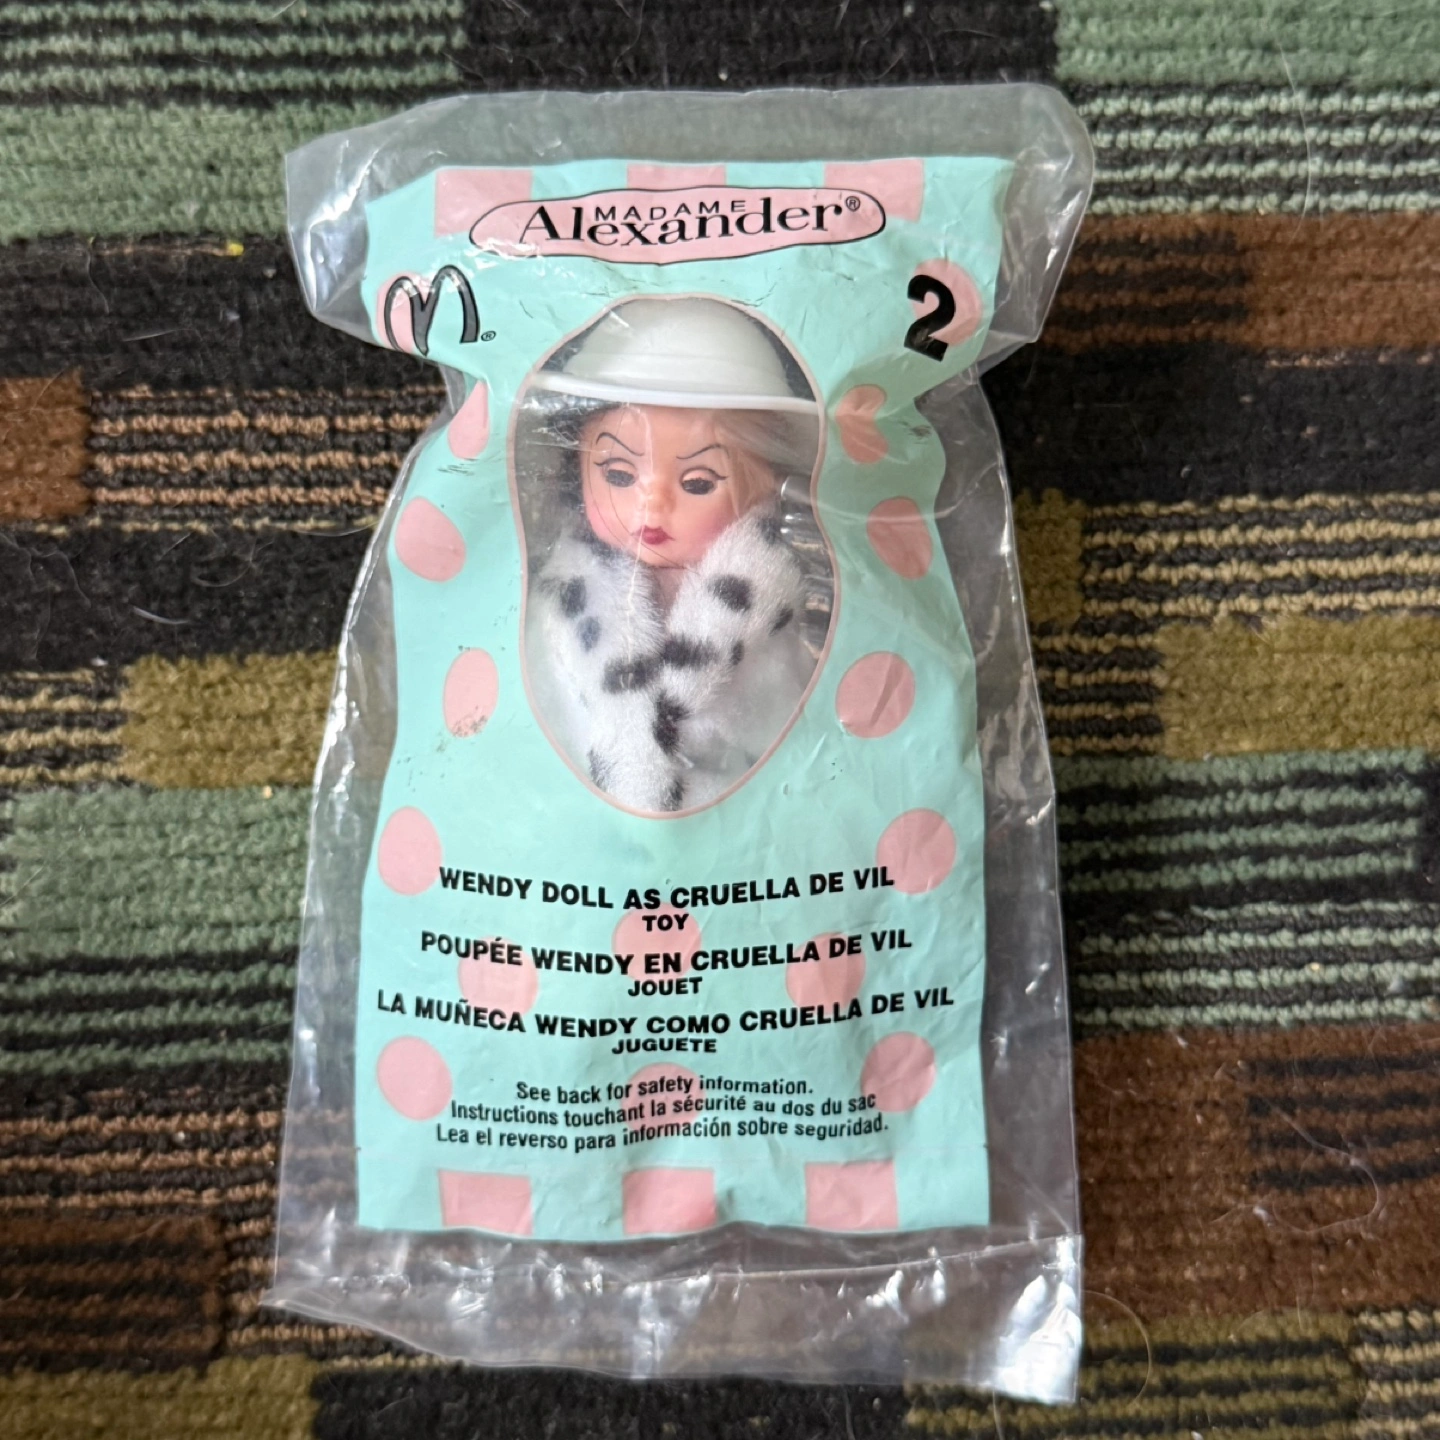 MADAME
Alexander®
M® 2
WENDY DOLL AS CRUELLA DE VIL
TOY
POUPÉE WENDY EN CRUELLA DE VIL
JOUET
LA MUÑECA WENDY COMO CRUELLA DE VIL
JUGUETE
See back for safety information.
Instructions touchant la sécurité au dos du sac
Lea el reverso para información sobre seguridad.